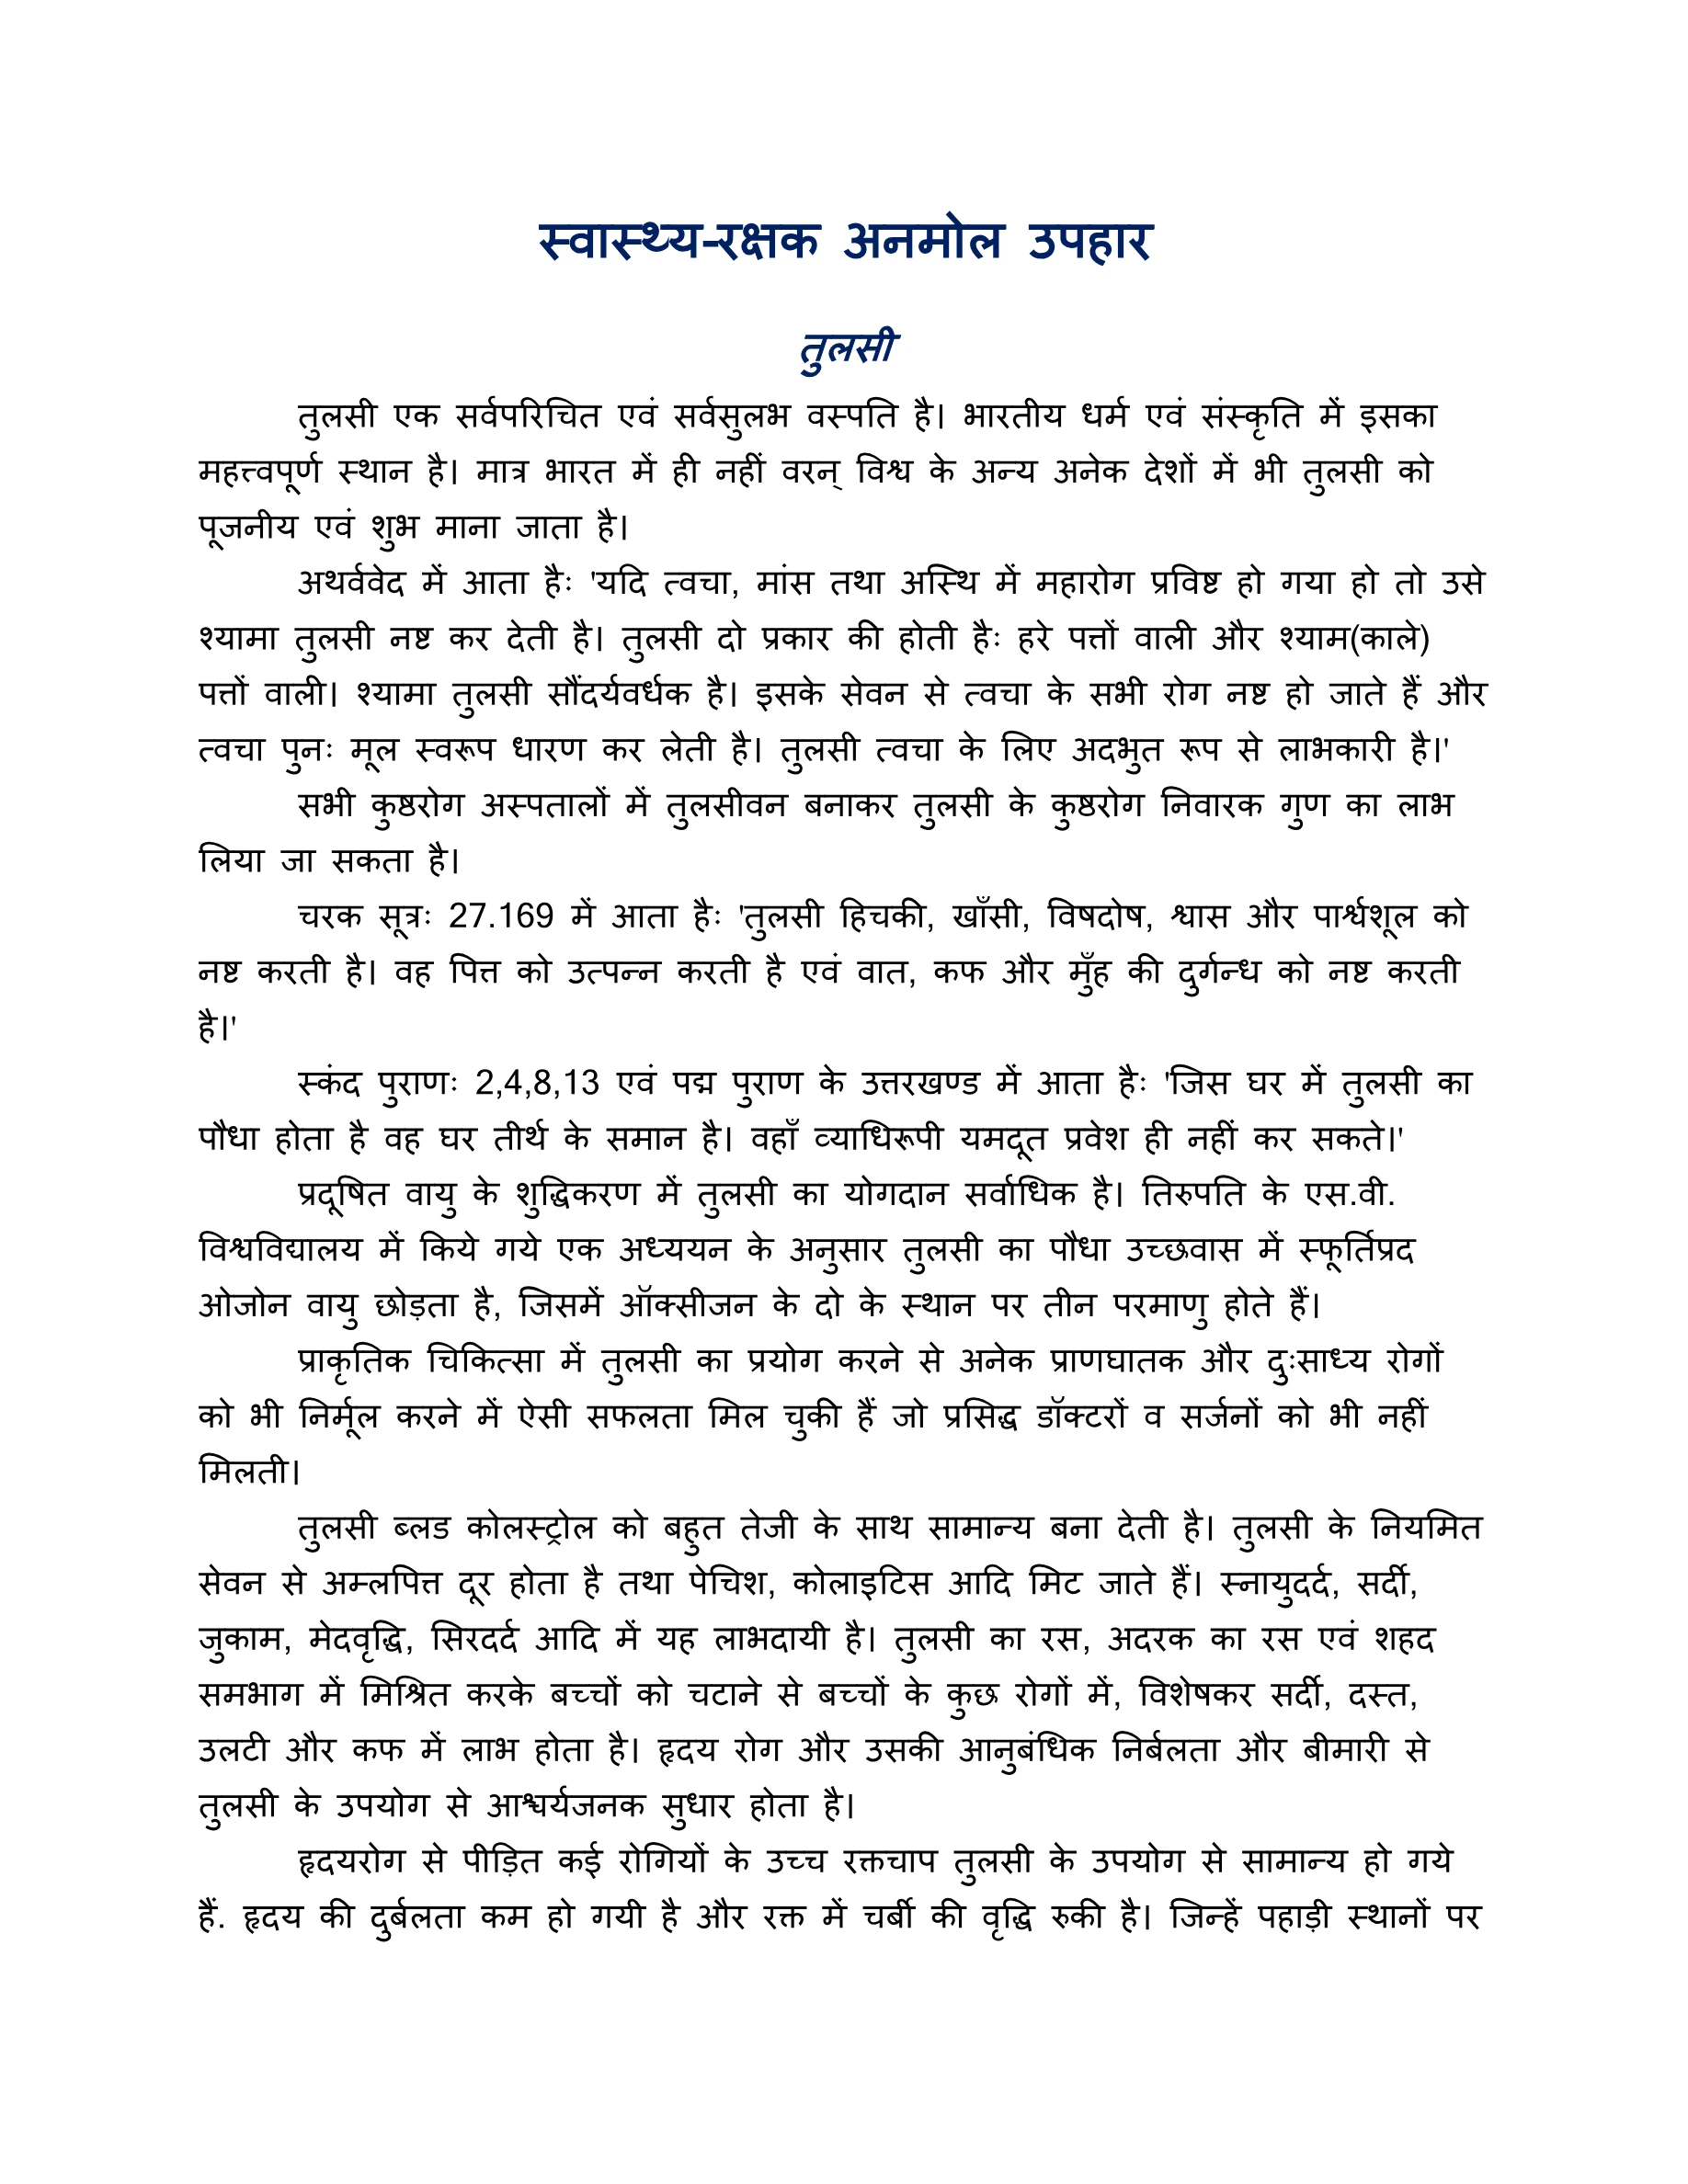 स्वास्थ्य-रक्षक अनमोल उपहार
तुलसी
तुलसी एक सर्वपरिचित एवं सर्वसुलभ वस्पति है। भारतीय धर्म एवं संस्कृति में इसका
महत्त्वपूर्ण स्थान है। मात्र भारत में ही नहीं वरन् विश्व के अन्य अनेक देशों में भी तुलसी को
पूजनीय एवं शुभ माना जाता है।
अथर्ववेद में आता हैः 'यदि त्वचा, मांस तथा अस्थि में महारोग प्रविष्ट हो गया हो तो उसे
श्यामा तुलसी नष्ट कर देती है। तुलसी दो प्रकार की होती हैः हरे पत्तों वाली और श्याम(काले)
पत्तों वाली। श्यामा तुलसी सौंदर्यवर्धक है। इसके सेवन से त्वचा के सभी रोग नष्ट हो जाते हैं और
त्वचा पुनः मूल स्वरूप धारण कर लेती है। तुलसी त्वचा के लिए अदभुत रूप से लाभकारी है।'
सभी कुष्ठरोग अस्पतालों में तुलसीवन बनाकर तुलसी के कुष्ठरोग निवारक गुण का लाभ
लिया जा सकता है।
चरक सूत्रः 27.169 में आता हैः 'तुलसी हिचकी, खाँसी, विषदोष, श्वास और पार्श्वशूल को
नष्ट करती है। वह पित्त को उत्पन्न करती है एवं वात, कफ और मुँह की दुर्गन्ध को नष्ट करती
है।'
स्कंद पुराणः 2,4,8,13 एवं पद्म पुराण के उत्तरखण्ड में आता हैः 'जिस घर में तुलसी का
पौधा होता है वह घर तीर्थ के समान है। वहाँ व्याधिरूपी यमदूत प्रवेश ही नहीं कर सकते।'
प्रदूषित वायु के शुद्धिकरण में तुलसी का योगदान सर्वाधिक है। तिरुपति के एस.वी.
विश्वविद्यालय में किये गये एक अध्ययन के अनुसार तुलसी का पौधा उच्छवास में स्फूर्तिप्रद
ओजोन वायु छोड़ता है, जिसमें ऑक्सीजन के दो के स्थान पर तीन परमाणु होते हैं।
प्राकृतिक चिकित्सा में तुलसी का प्रयोग करने से अनेक प्राणघातक और दुःसाध्य रोगों
को भी निर्मूल करने में ऐसी सफलता मिल चुकी हैं जो प्रसिद्ध डॉक्टरों व सर्जनों को भी नहीं
मिलती।
तुलसी ब्लड कोलस्ट्रोल को बहुत तेजी के साथ सामान्य बना देती है। तुलसी के नियमित
सेवन से अम्लपित्त दूर होता है तथा पेचिश, कोलाइटिस आदि मिट जाते हैं। स्नायुदर्द, सर्दी,
जुकाम, मेदवृद्धि, सिरदर्द आदि में यह लाभदायी है। तुलसी का रस, अदरक का रस एवं शहद
समभाग में मिश्रित करके बच्चों को चटाने से बच्चों के कुछ रोगों में, विशेषकर सर्दी, दस्त,
उलटी और कफ में लाभ होता है। हृदय रोग और उसकी आनुबंधिक निर्बलता और बीमारी से
तुलसी के उपयोग से आश्चर्यजनक सुधार होता है।
हृदयरोग से पीड़ित कई रोगियों के उच्च रक्तचाप तुलसी के उपयोग से सामान्य हो गये
हैं. हृदय की दुर्बलता कम हो गयी है और रक्त में चर्बी की वृद्धि रुकी है। जिन्हें पहाड़ी स्थानों पर